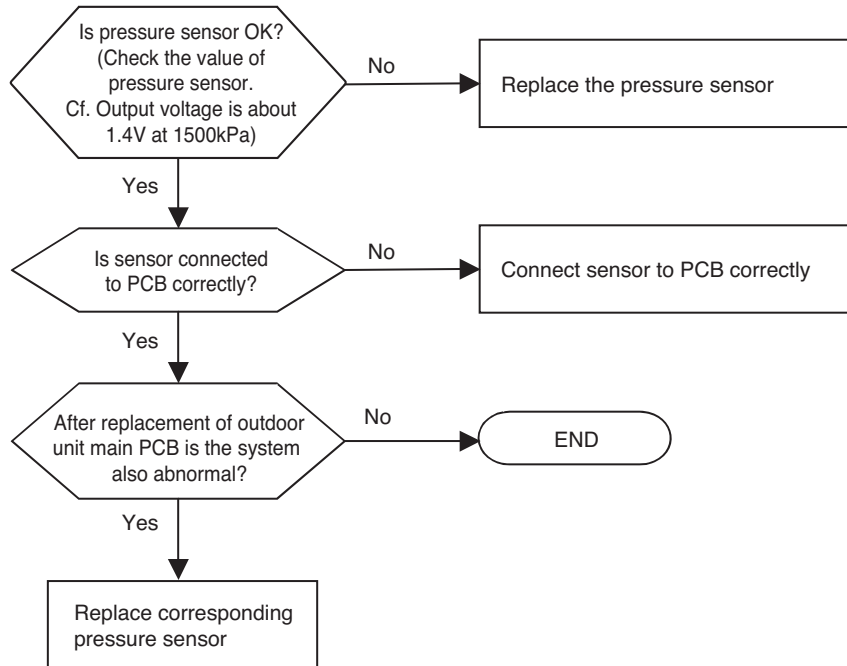 Is pressure sensor OK?
(Check the value of
pressure sensor.
Cf. Output voltage is about
1.4V at 1500kPa)
No
Replace the pressure sensor
Yes
Is sensor connected
to PCB correctly?
No
Connect sensor to PCB correctly
Yes
After replacement of outdoor
unit main PCB is the system
also abnormal?
No
END
Yes
Replace corresponding
pressure sensor